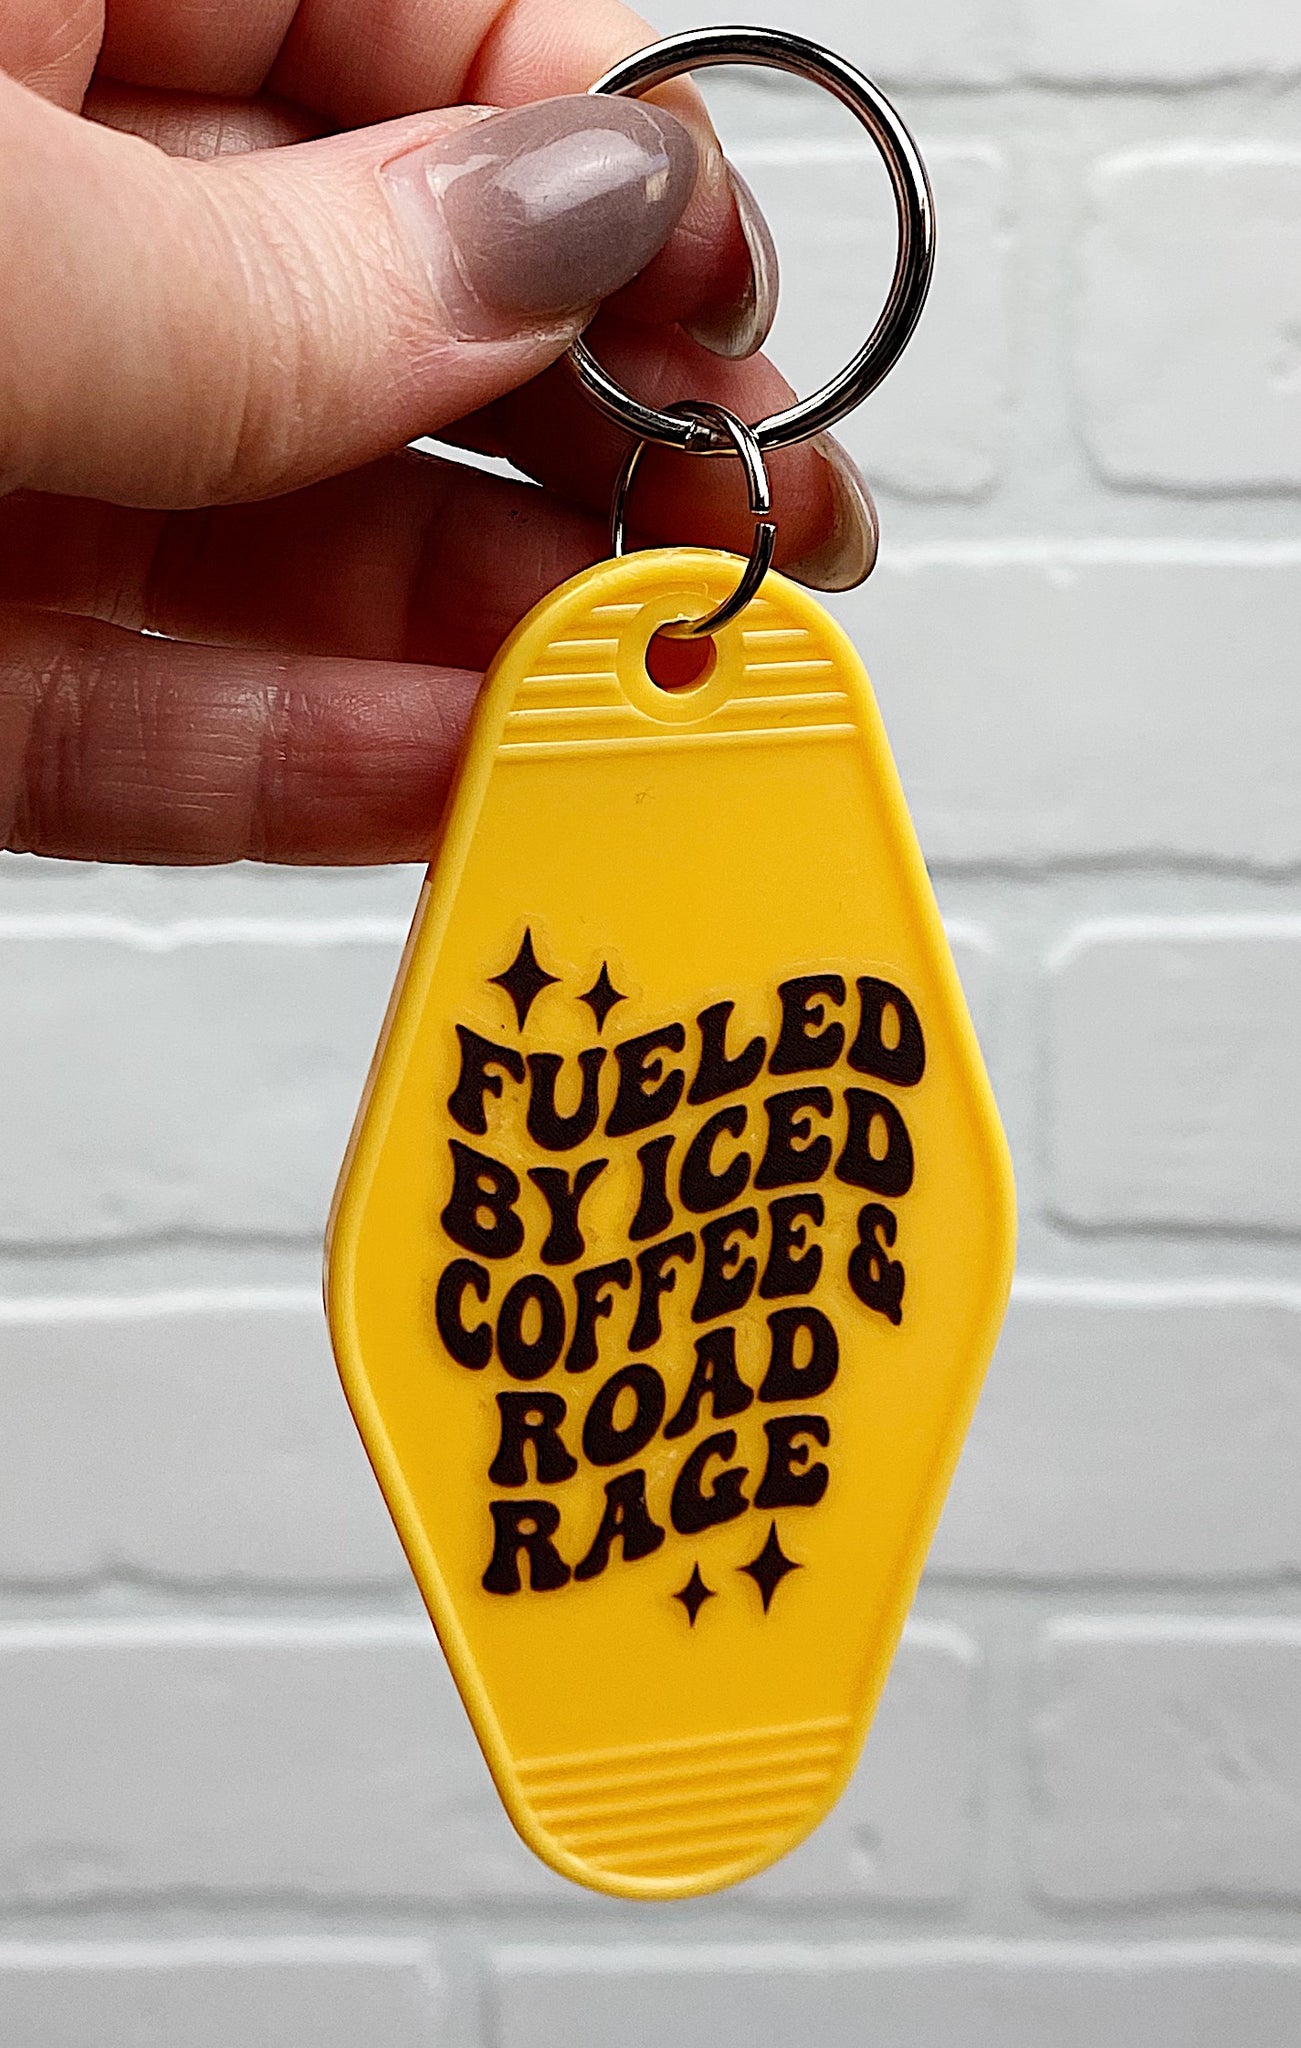 FUELED
BY ICED
COFFEE &
ROAD
RAGE